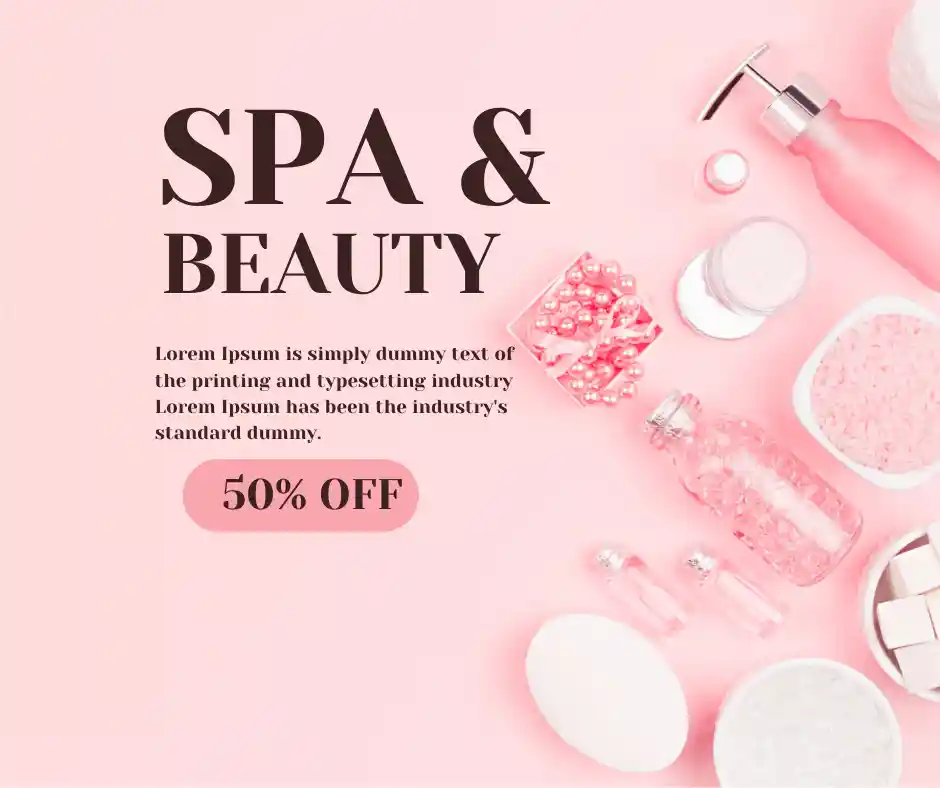 SPA &
BEAUTY
Lorem Ipsum is simply dummy text of
the printing and typesetting industry
Lorem Ipsum has been the industry's
standard dummy.
50% OFF